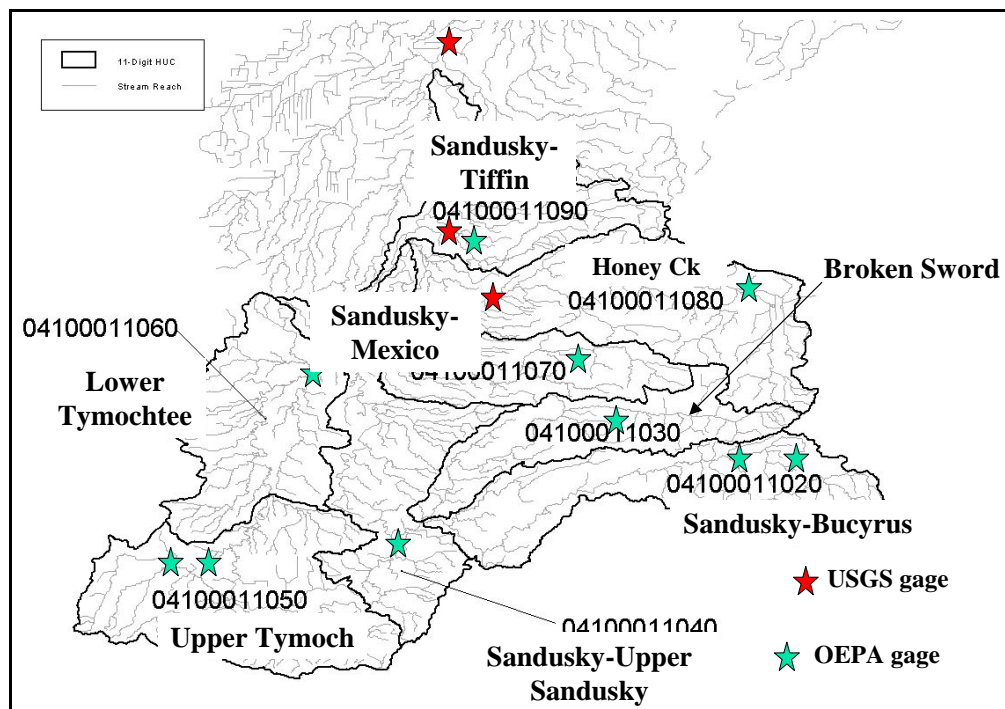 11-Digit HUC
Stream Reach
Sandusky-
Tiffin
04100011090
Honey Ck
04100011080
Broken Sword
04100011060
Sandusky-
Mexico
04100011070
Lower
Tymochtee
04100011030
04100011020
Sandusky-Bucyrus
USGS gage
04100011050
Upper Tymoch
04100011040
Sandusky-Upper
Sandusky
OEPA gage